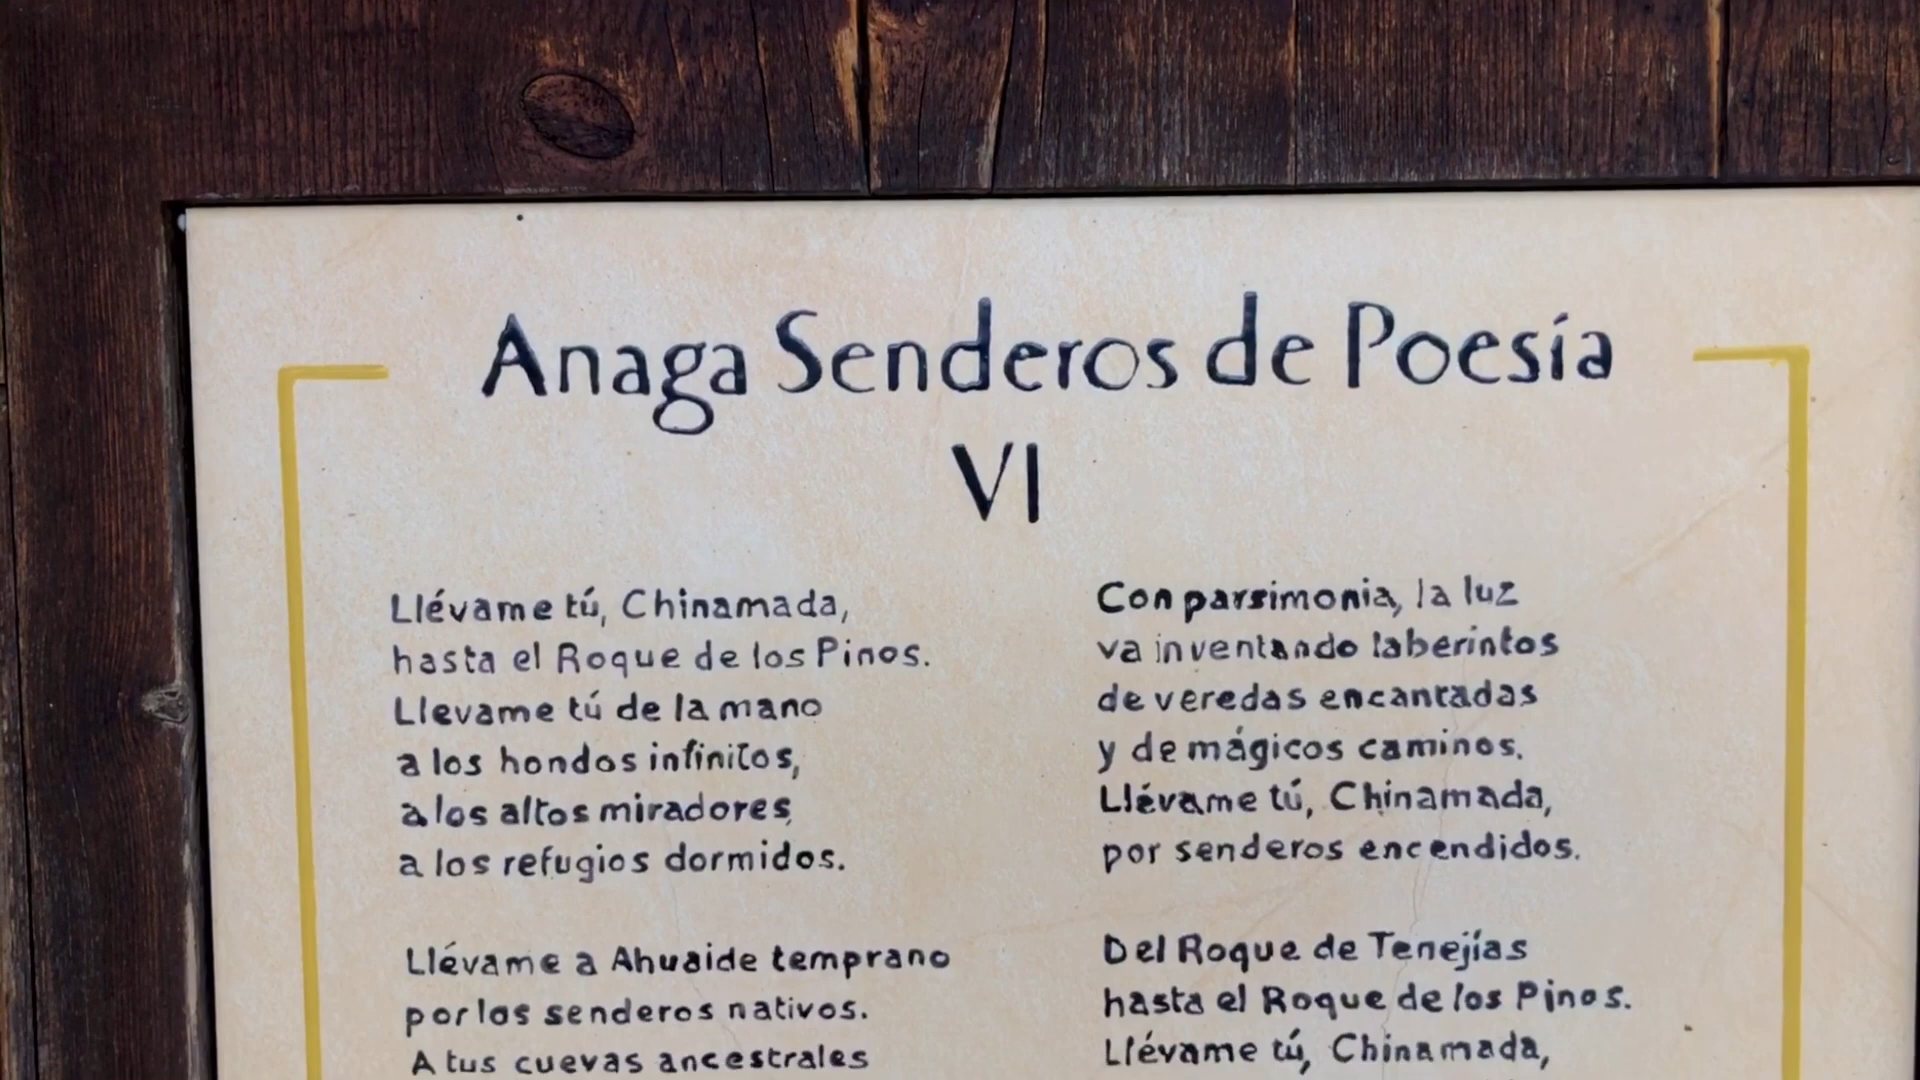 Anaga Senderos de Poesía
VI
Llévame tú, Chinamada,
hasta el Roque de los Pinos.
Llevame tú de la mano
a los hondos infinitos,
a los altos miradores,
a los refugios dormidos.
Llévame a Ahuaide temprano
por los senderos nativos.
A tus cuevas ancestrales
Con parsimonia, la luz
va inventando laberintos
de veredas encantadas
y de mágicos caminos.
Llévame tú, Chinamada,
por senderos encendidos.
Del Roque de Tenejías
hasta el Roque de los Pinos.
Llévame tú, Chinamada,